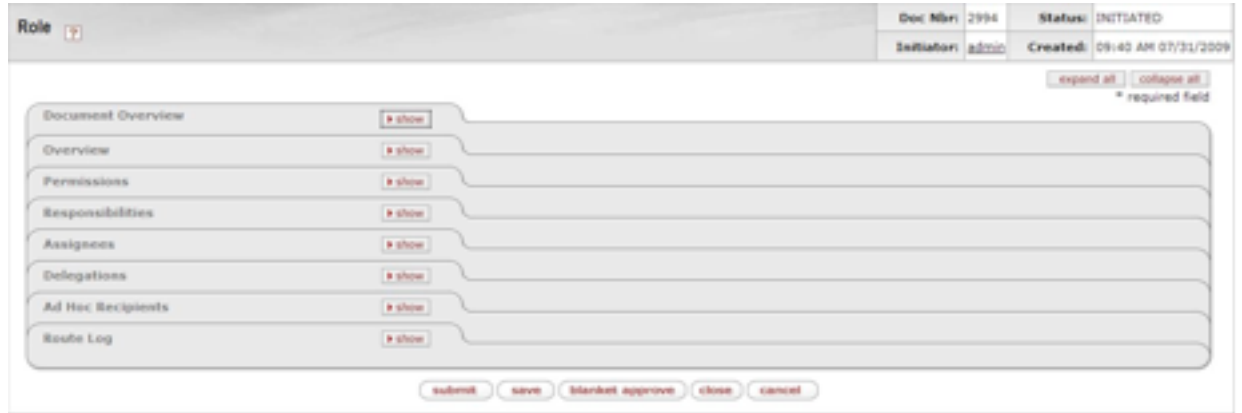 Role ?
Doc Nbr: 2994 Status: INITIATED
Initiator: admin Created: 09:40 AM 07/31/2009
expand all collapse all
* required field
Document Overview show
Overview show
Permissions show
Responsibilities show
Assignees show
Delegations show
Ad Hoc Recipients show
Route Log show
submit save blanket approve close cancel